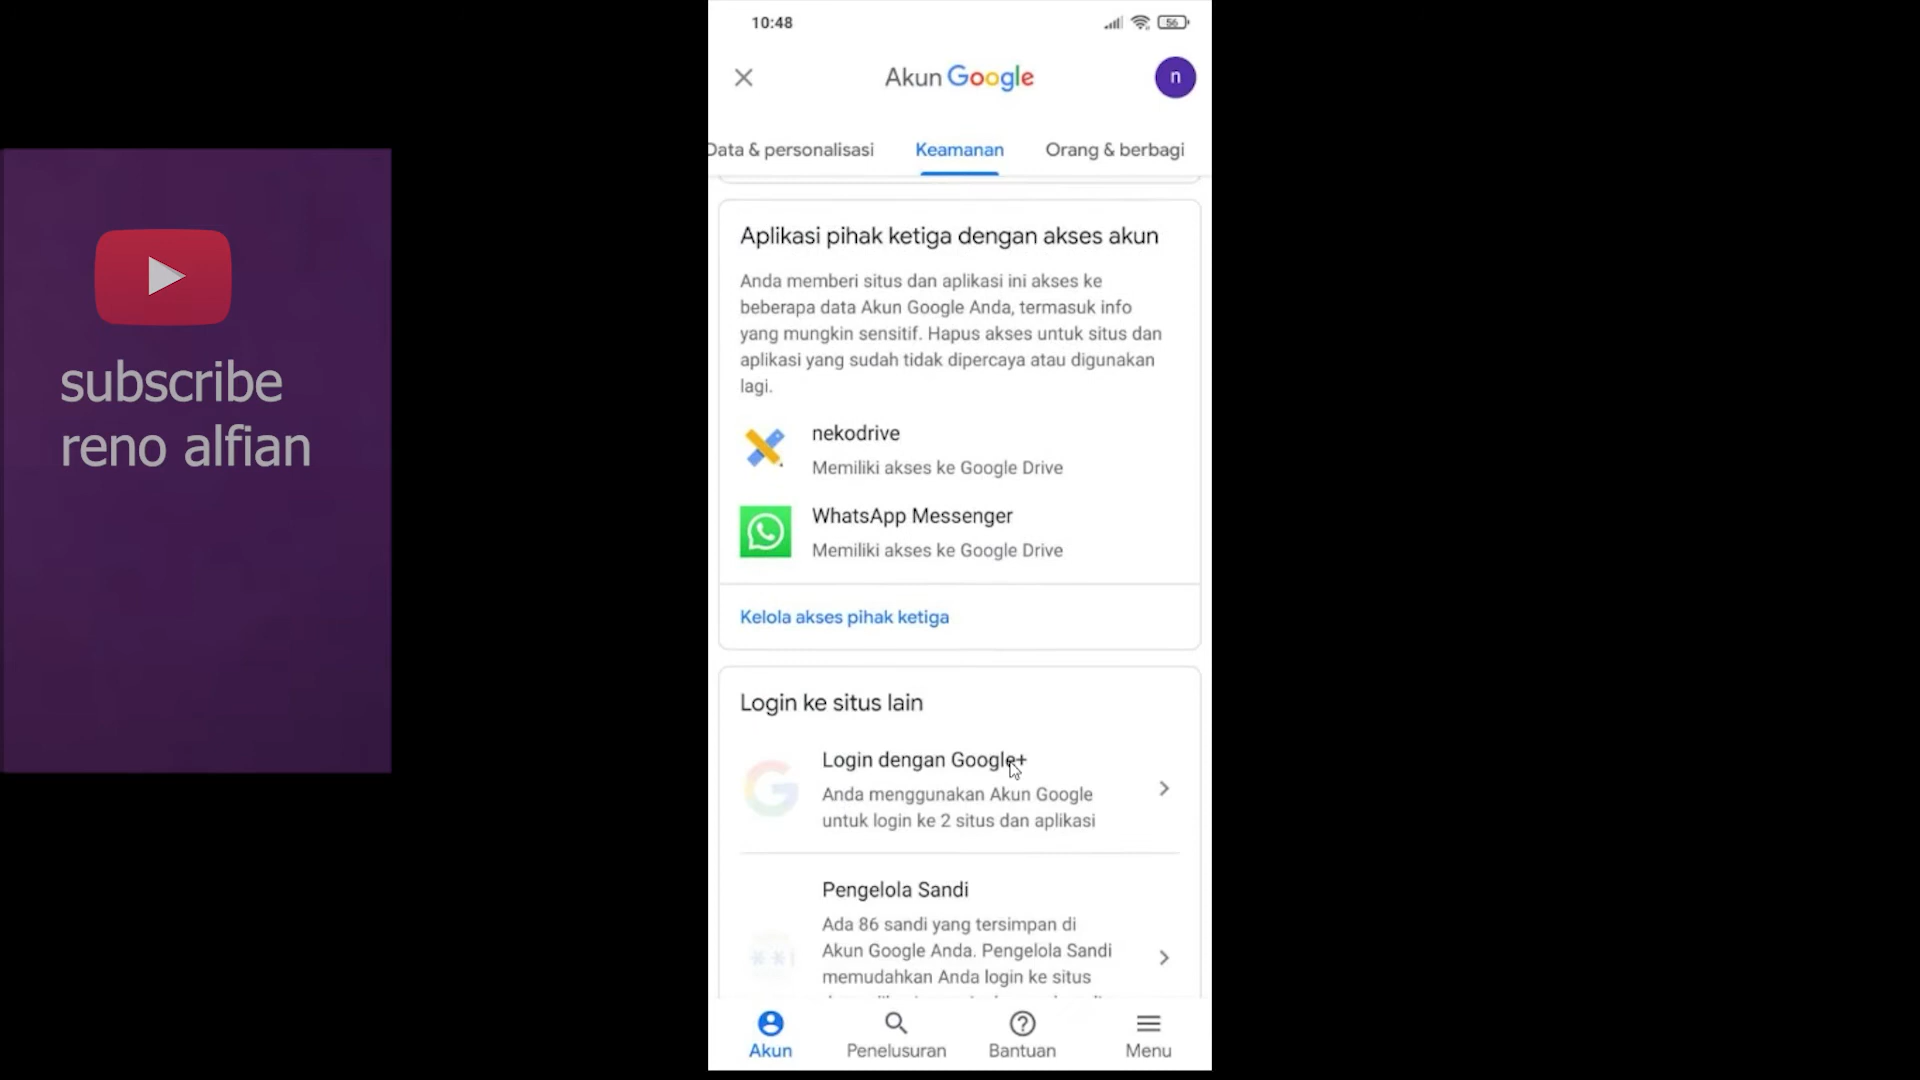 subscribe
reno alfian
10:48
56
Akun Google
n
Data & personalisasi
Keamanan
Orang & berbagi
Aplikasi pihak ketiga dengan akses akun
Anda memberi situs dan aplikasi ini akses ke
beberapa data Akun Google Anda, termasuk info
yang mungkin sensitif. Hapus akses untuk situs dan
aplikasi yang sudah tidak dipercaya atau digunakan
lagi.
nekodrive
Memiliki akses ke Google Drive
WhatsApp Messenger
Memiliki akses ke Google Drive
Kelola akses pihak ketiga
Login ke situs lain
Login dengan Google+
Anda menggunakan Akun Google
untuk login ke 2 situs dan aplikasi
Pengelola Sandi
Ada 86 sandi yang tersimpan di
Akun Google Anda. Pengelola Sandi
memudahkan Anda login ke situs
Akun
Penelusuran
Bantuan
Menu